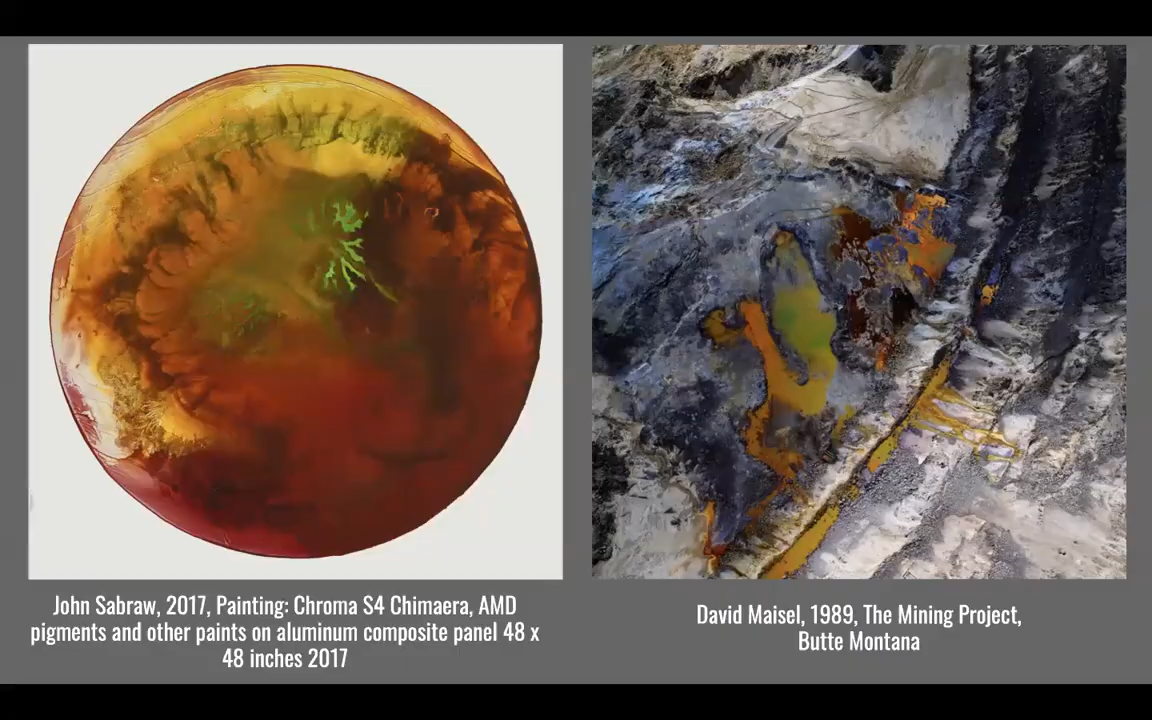 John Sabraw, 2017, Painting: Chroma S4 Chimaera, AMD
pigments and other paints on aluminum composite panel 48 x
48 inches 2017
David Maisel, 1989, The Mining Project,
Butte Montana